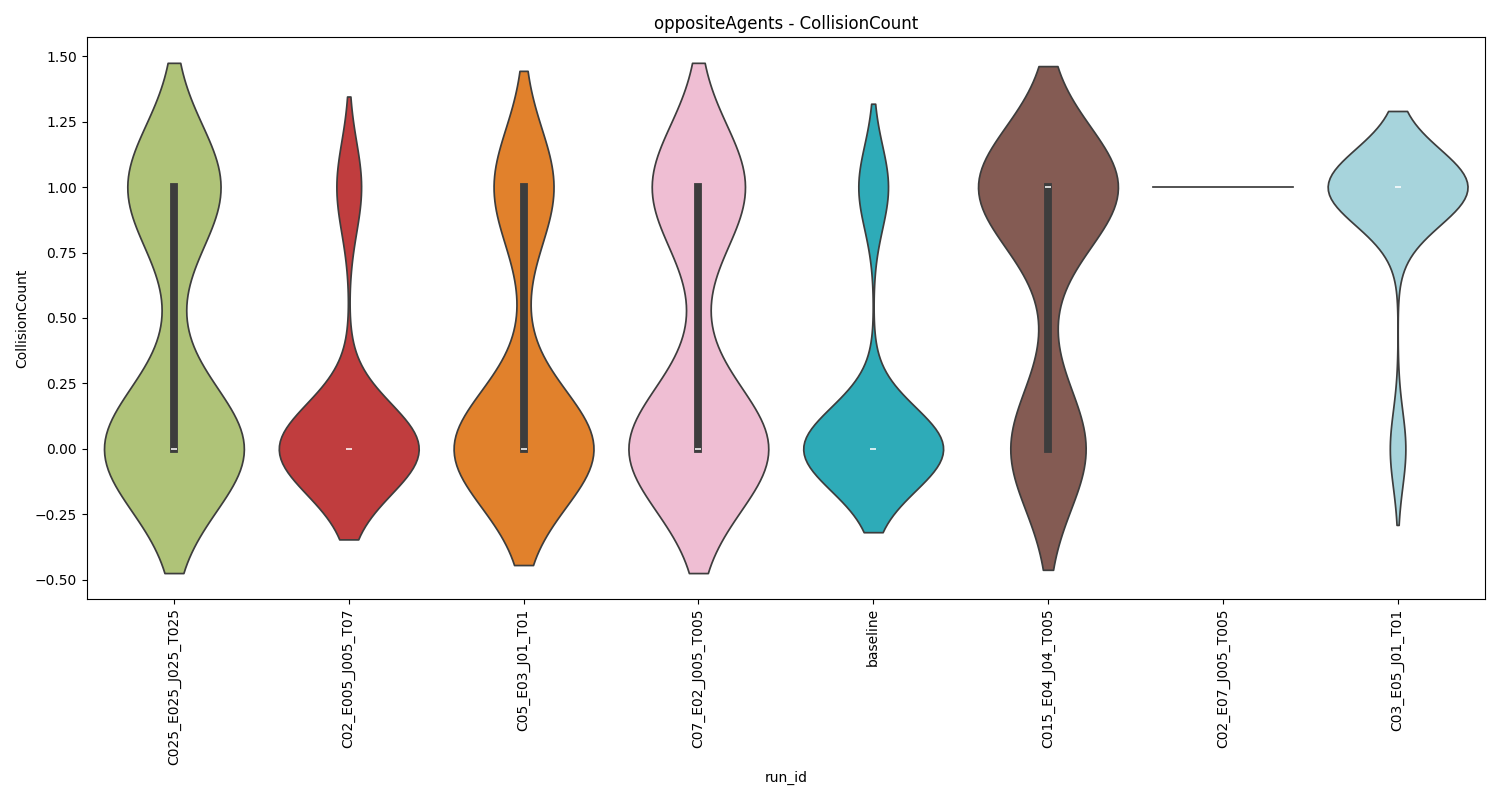 oppositeAgents - CollisionCount
1.50
1.25
1.00
0.75
0.50
0.25
0.00
−0.25
−0.50
CollisionCount
C025_E025_J025_T025
C02_E005_J005_T07
C05_E03_J01_T01
C07_E02_J005_T005
baseline
C015_E04_J04_T005
C02_E07_J005_T005
C03_E05_J01_T01
run_id